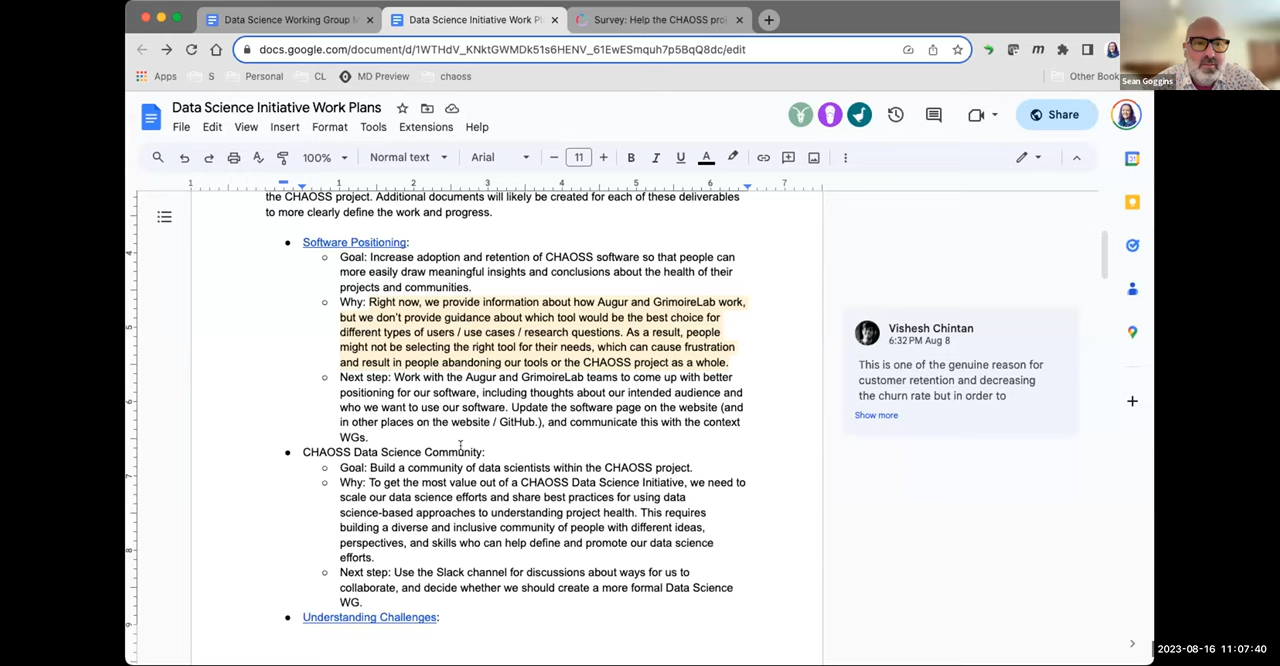 Data Science Working Group M
Data Science Initiative Work Pl
Survey: Help the CHAOSS pro
docs.google.com/document/d/1WTHdV_KNktGWMDk51s6HENV_61EwESmquh7p5BqQ8dc/edit
Apps
S
Personal
CL
MD Preview
chaoss
Other Book
Sean Goggins
Data Science Initiative Work Plans
File Edit View Insert Format Tools Extensions Help
Share
100%
Normal text
Arial
11
B I U A
1 1 2 3 4 5 6 7
the CHAOSS project. Additional documents will likely be created for each of these deliverables
to more clearly define the work and progress.
Software Positioning:
Goal: Increase adoption and retention of CHAOSS software so that people can
more easily draw meaningful insights and conclusions about the health of their
projects and communities.
Why: Right now, we provide information about how Augur and GrimoireLab work,
but we don't provide guidance about which tool would be the best choice for
different types of users / use cases / research questions. As a result, people
might not be selecting the right tool for their needs, which can cause frustration
and result in people abandoning our tools or the CHAOSS project as a whole.
Next step: Work with the Augur and GrimoireLab teams to come up with better
positioning for our software, including thoughts about our intended audience and
who we want to use our software. Update the software page on the website (and
in other places on the website / GitHub.), and communicate this with the context
WGs.
CHAOSS Data Science Community:
Goal: Build a community of data scientists within the CHAOSS project.
Why: To get the most value out of a CHAOSS Data Science Initiative, we need to
scale our data science efforts and share best practices for using data
science-based approaches to understanding project health. This requires
building a diverse and inclusive community of people with different ideas,
perspectives, and skills who can help define and promote our data science
efforts.
Next step: Use the Slack channel for discussions about ways for us to
collaborate, and decide whether we should create a more formal Data Science
WG.
Understanding Challenges:
Vishesh Chintan
6:32 PM Aug 8
This is one of the genuine reason for
customer retention and decreasing
the churn rate but in order to
Show more
4
5
6
7
8
9
2023-08-16 11:07:40